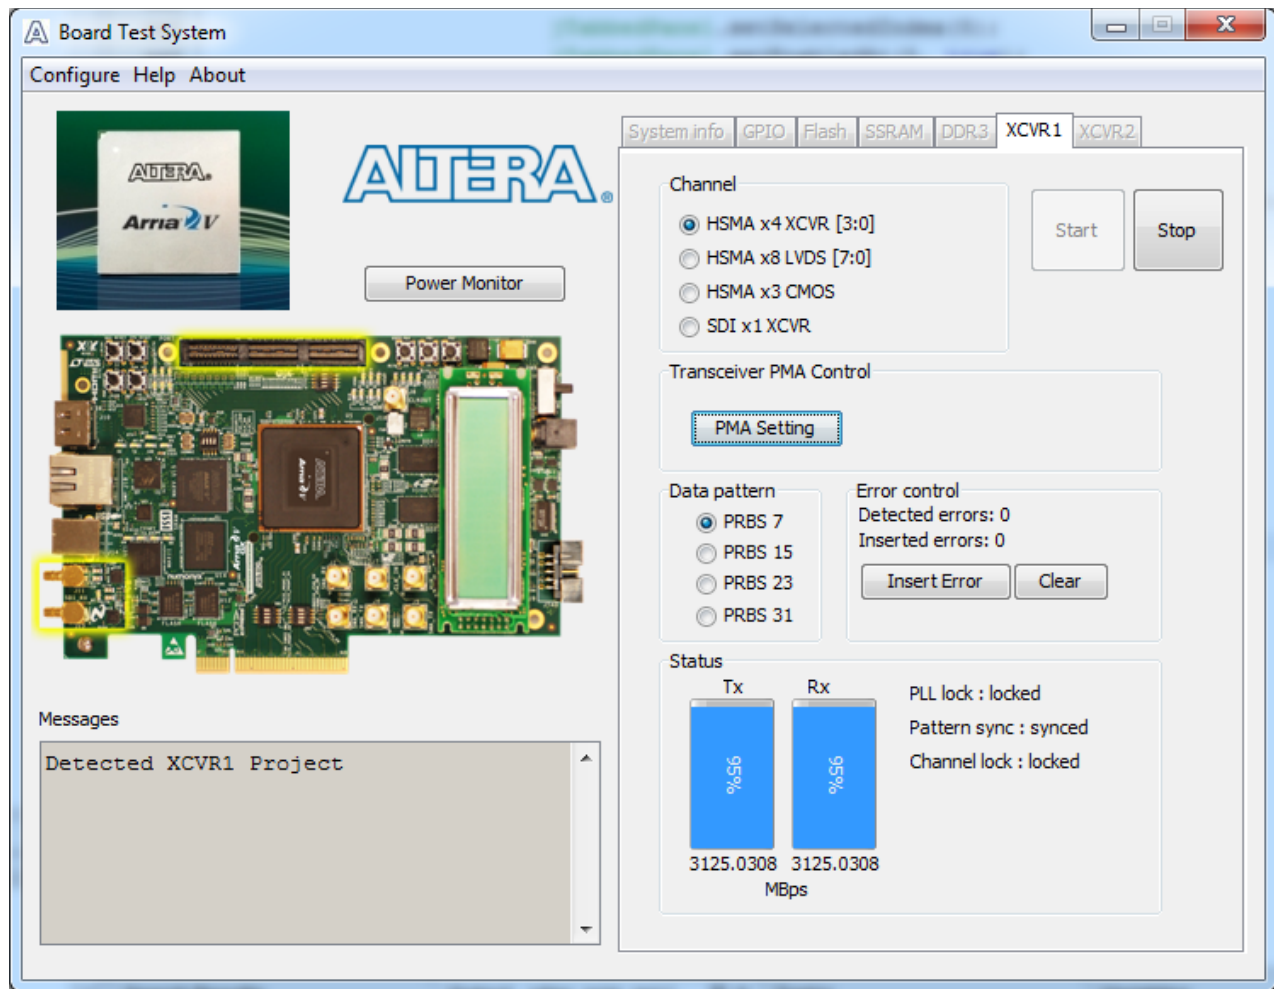 Board Test System
Configure Help About
ALTERA®
Arria V
ALTERA®
Power Monitor
ALTERA
Arria V
Messages
Detected XCVR1 Project
System info GPIO Flash SSRAM DDR3 XCVR1 XCVR2
Channel
HSMA x4 XCVR [3:0]
HSMA x8 LVDS [7:0]
HSMA x3 CMOS
SDI x1 XCVR
Start Stop
Transceiver PMA Control
PMA Setting
Data pattern
PRBS 7
PRBS 15
PRBS 23
PRBS 31
Error control
Detected errors: 0
Inserted errors: 0
Insert Error Clear
Status
Tx Rx
95% 95%
3125.0308 3125.0308
MBps
PLL lock : locked
Pattern sync : synced
Channel lock : locked